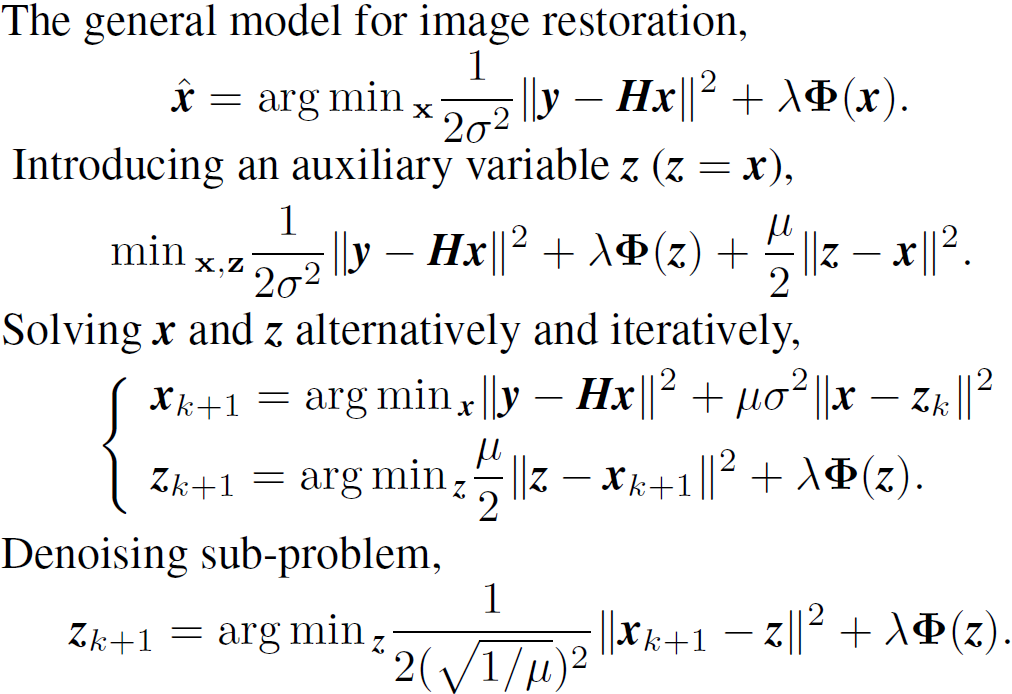 The general model for image restoration,
$\hat{\boldsymbol{x}} = \arg\min_{\mathbf{x}} \frac{1}{2\sigma^2} \|\boldsymbol{y} - \boldsymbol{H}\boldsymbol{x}\|^2 + \lambda\boldsymbol{\Phi}(\boldsymbol{x}).$
Introducing an auxiliary variable $\boldsymbol{z}$ ($\boldsymbol{z} = \boldsymbol{x}$),
$\min_{\mathbf{x},\mathbf{z}} \frac{1}{2\sigma^2} \|\boldsymbol{y} - \boldsymbol{H}\boldsymbol{x}\|^2 + \lambda\boldsymbol{\Phi}(\boldsymbol{z}) + \frac{\mu}{2} \|\boldsymbol{z} - \boldsymbol{x}\|^2.$
Solving $\boldsymbol{x}$ and $\boldsymbol{z}$ alternatively and iteratively,
$\boldsymbol{x}_{k+1} = \arg\min_{\boldsymbol{x}} \|\boldsymbol{y} - \boldsymbol{H}\boldsymbol{x}\|^2 + \mu\sigma^2 \|\boldsymbol{x} - \boldsymbol{z}_k\|^2$
$\boldsymbol{z}_{k+1} = \arg\min_{\boldsymbol{z}} \frac{\mu}{2} \|\boldsymbol{z} - \boldsymbol{x}_{k+1}\|^2 + \lambda\boldsymbol{\Phi}(\boldsymbol{z}).$
Denoising sub-problem,
$\boldsymbol{z}_{k+1} = \arg\min_{\boldsymbol{z}} \frac{1}{2(\sqrt{1/\mu})^2} \|\boldsymbol{x}_{k+1} - \boldsymbol{z}\|^2 + \lambda\boldsymbol{\Phi}(\boldsymbol{z}).$